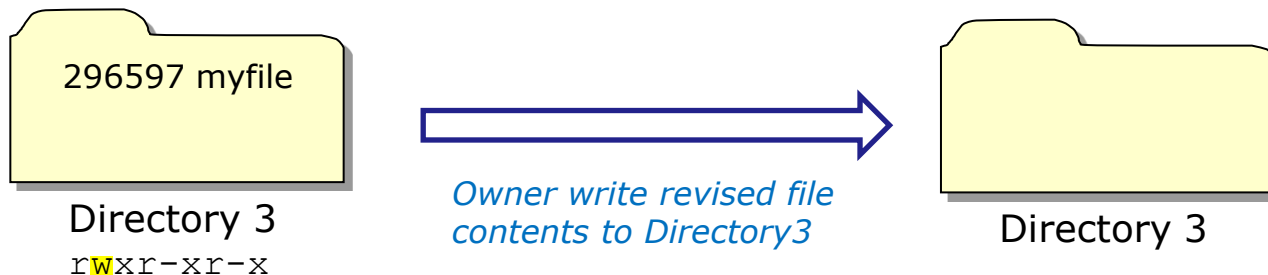 296597 myfile
Directory 3
rwxr-xr-x
Owner write revised file
contents to Directory3
Directory 3